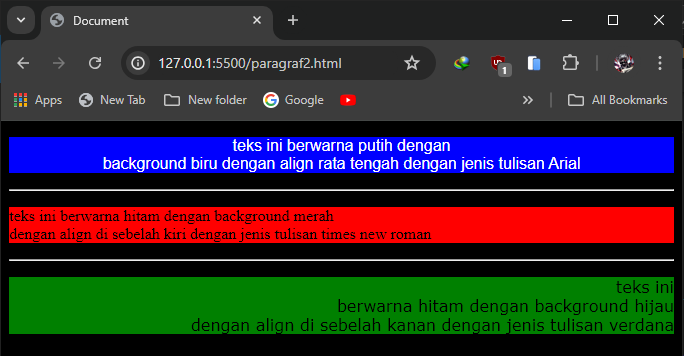 Document
127.0.0.1:5500/paragraf2.html
Apps New Tab New folder Google All Bookmarks
teks ini berwarna putih dengan
background biru dengan align rata tengah dengan jenis tulisan Arial
teks ini berwarna hitam dengan background merah
dengan align di sebelah kiri dengan jenis tulisan times new roman
teks ini
berwarna hitam dengan background hijau
dengan align di sebelah kanan dengan jenis tulisan verdana